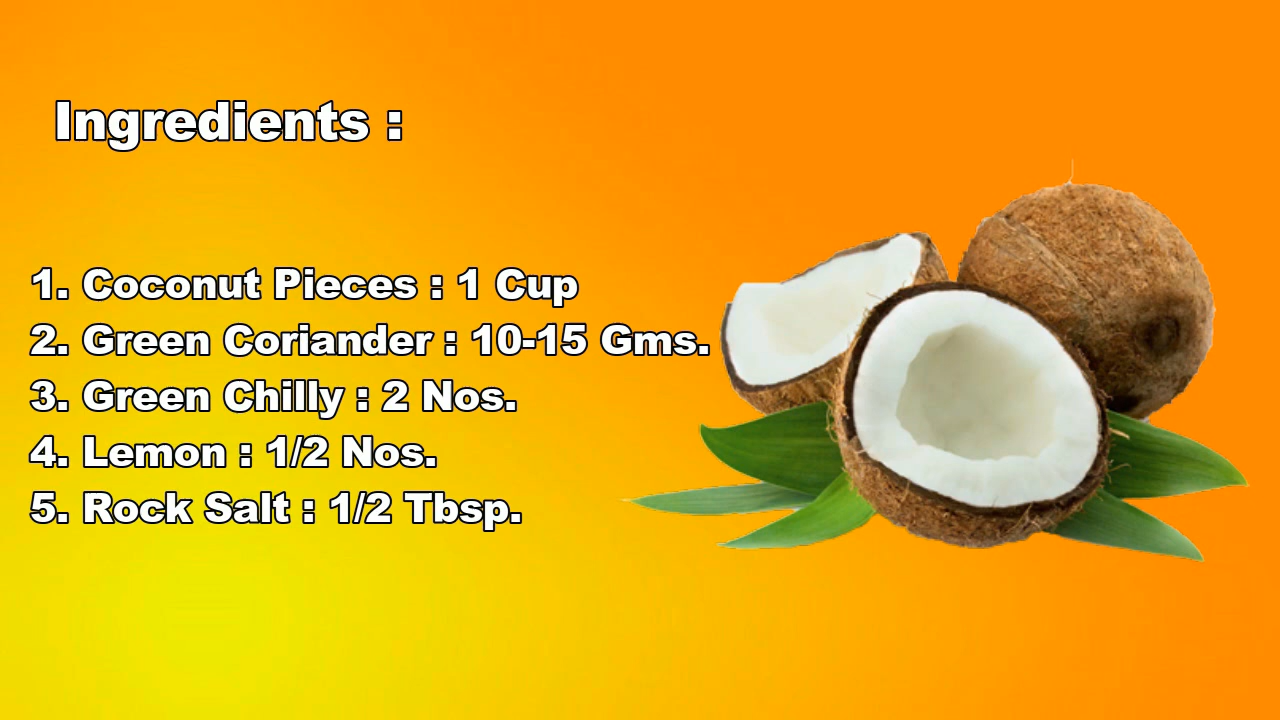 Ingredients :
1. Coconut Pieces : 1 Cup
2. Green Coriander : 10-15 Gms.
3. Green Chilly : 2 Nos.
4. Lemon : 1/2 Nos.
5. Rock Salt : 1/2 Tbsp.